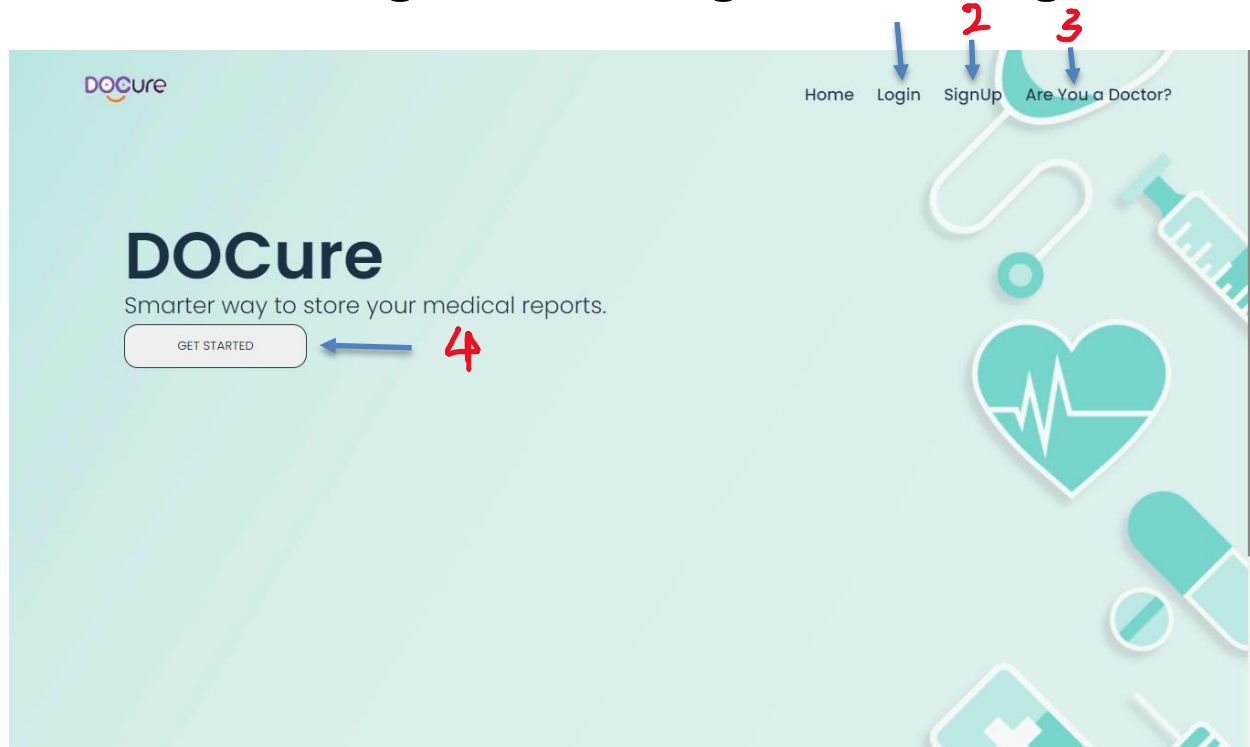 2 3
DOCure
Home Login SignUp Are You a Doctor?
DOCure
Smarter way to store your medical reports.
GET STARTED 4